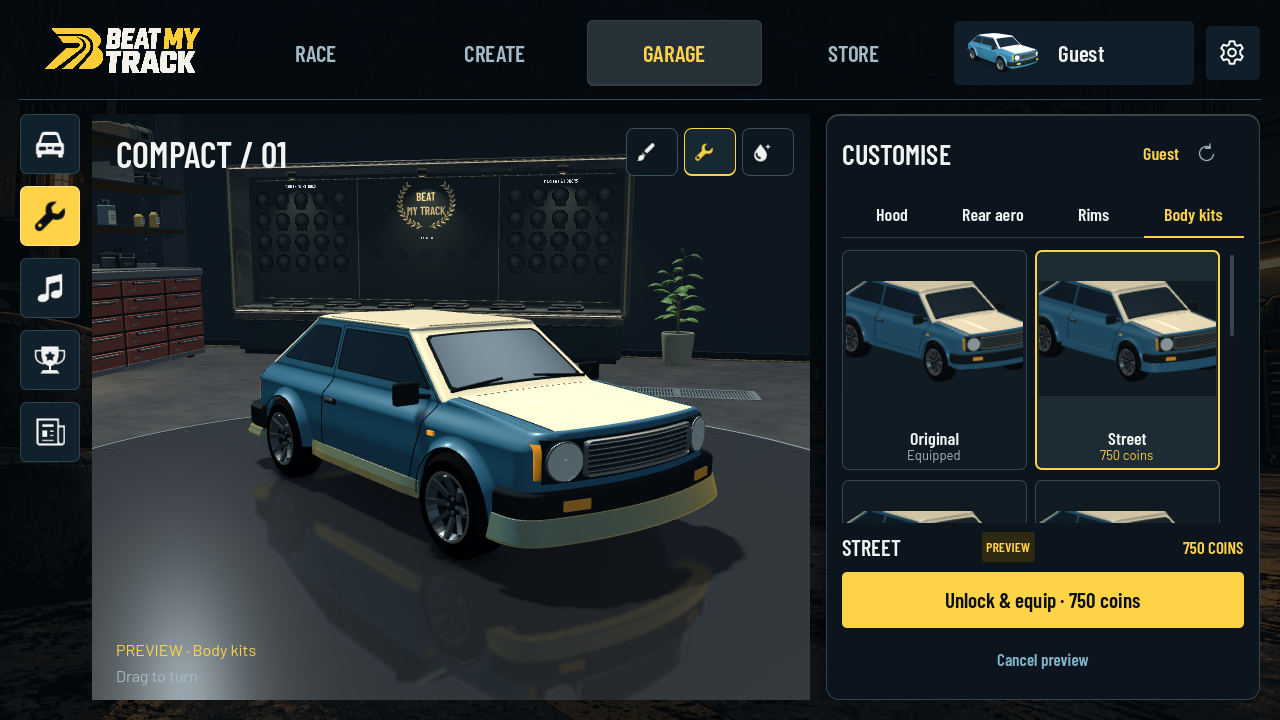 BEAT MY TRACK
RACE
CREATE
GARAGE
STORE
Guest
COMPACT / 01
BEAT
MY TRACK
CUSTOMISE
Guest
Hood
Rear aero
Rims
Body kits
Original
Equipped
Street
750 coins
STREET
PREVIEW
750 COINS
Unlock & equip · 750 coins
Cancel preview
PREVIEW · Body kits
Drag to turn